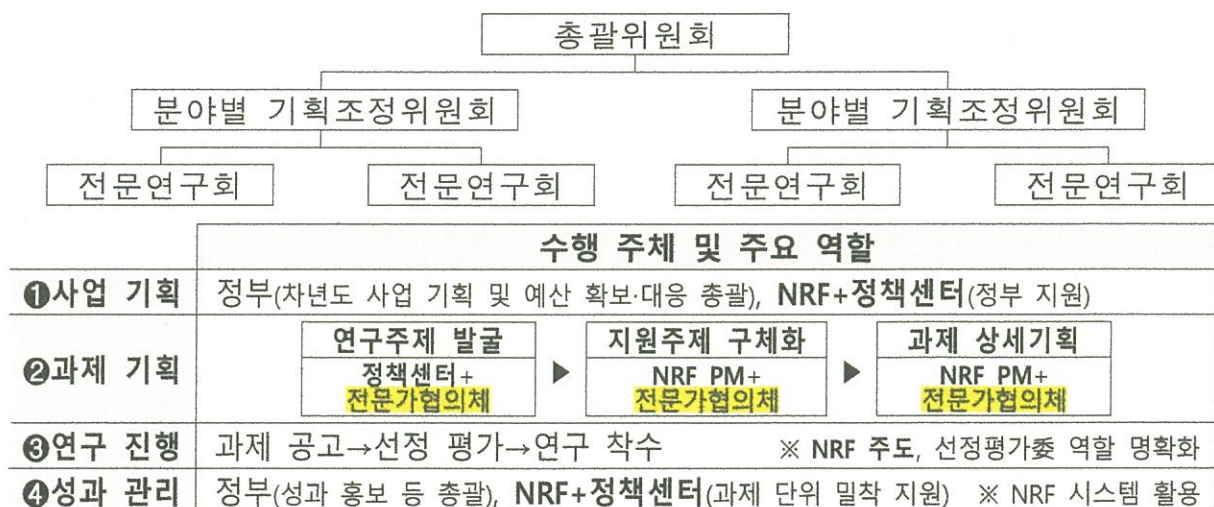 총괄위원회
분야별 기획조정위원회 분야별 기획조정위원회
전문연구회 전문연구회 전문연구회 전문연구회
수행 주체 및 주요 역할
❶사업 기획 정부(차년도 사업 기획 및 예산 확보·대응 총괄), NRF+정책센터(정부 지원)
연구주제 발굴 지원주제 구체화 과제 상세기획
❷과제 기획 정책센터+ ▶ NRF PM+ ▶ NRF PM+
전문가협의체 전문가협의체 전문가협의체
❸연구 진행 과제 공고→선정 평가→연구 착수 ※ NRF 주도, 선정평가委 역할 명확화
❹성과 관리 정부(성과 홍보 등 총괄), NRF+정책센터(과제 단위 밀착 지원) ※ NRF 시스템 활용